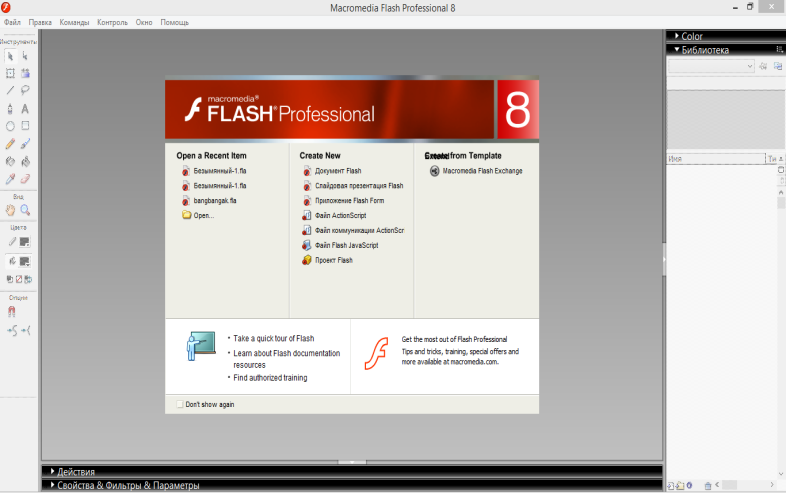 Macromedia Flash Professional 8
Файл Правка Команды Контроль Окно Помощь
Инструменты
Вид
Цвета
Опции
macromedia®
FLASH® Professional
8
Open a Recent Item
Безымянный-1.fla
Безымянный-1.fla
bangbangak.fla
Open...
Create New
Документ Flash
Слайдовая презентация Flash
Приложение Flash Form
Файл ActionScript
Файл коммуникации ActionScr
Файл Flash JavaScript
Проект Flash
from Template
Macromedia Flash Exchange
Take a quick tour of Flash
Learn about Flash documentation
resources
Find authorized training
Get the most out of Flash Professional
Tips and tricks, training, special offers and
more available at macromedia.com.
Don't show again
Color
Библиотека
Имя Ти
Действия
Свойства & Фильтры & Параметры